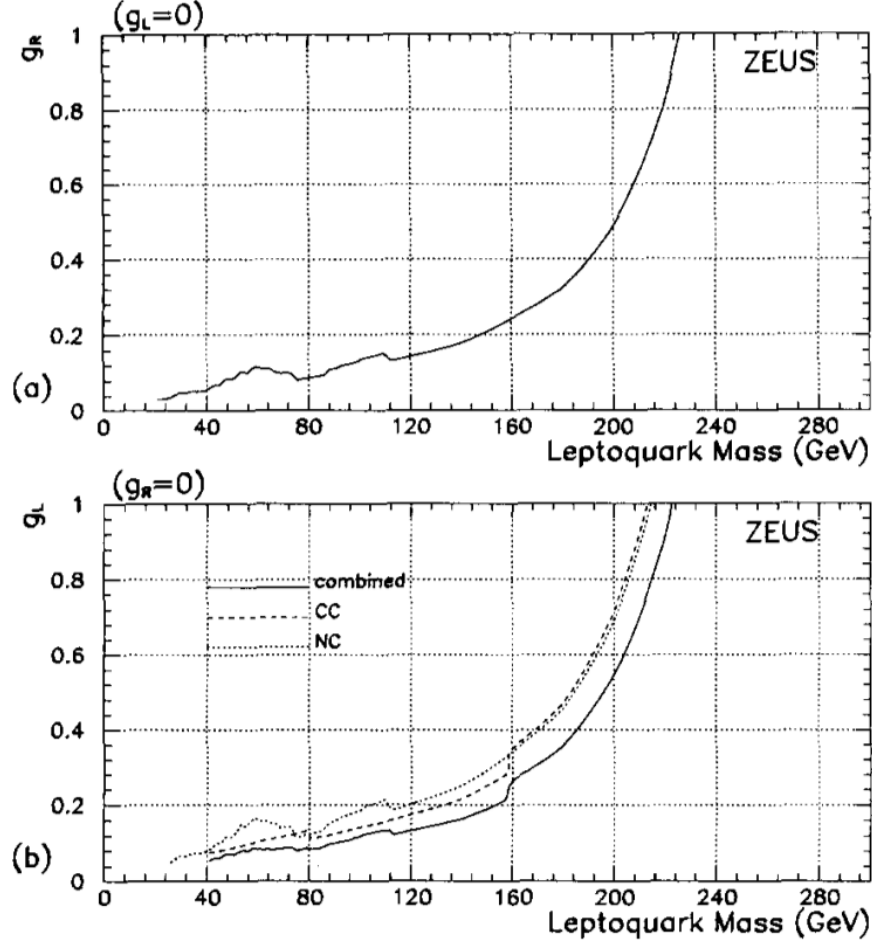 (g_L=0)
g_R
1
0.8
0.6
0.4
0.2
0
ZEUS
(a)
0 40 80 120 160 200 240 280
Leptoquark Mass (GeV)
(g_R=0)
g_L
1
0.8
0.6
0.4
0.2
0
ZEUS
combined
CC
NC
(b)
0 40 80 120 160 200 240 280
Leptoquark Mass (GeV)